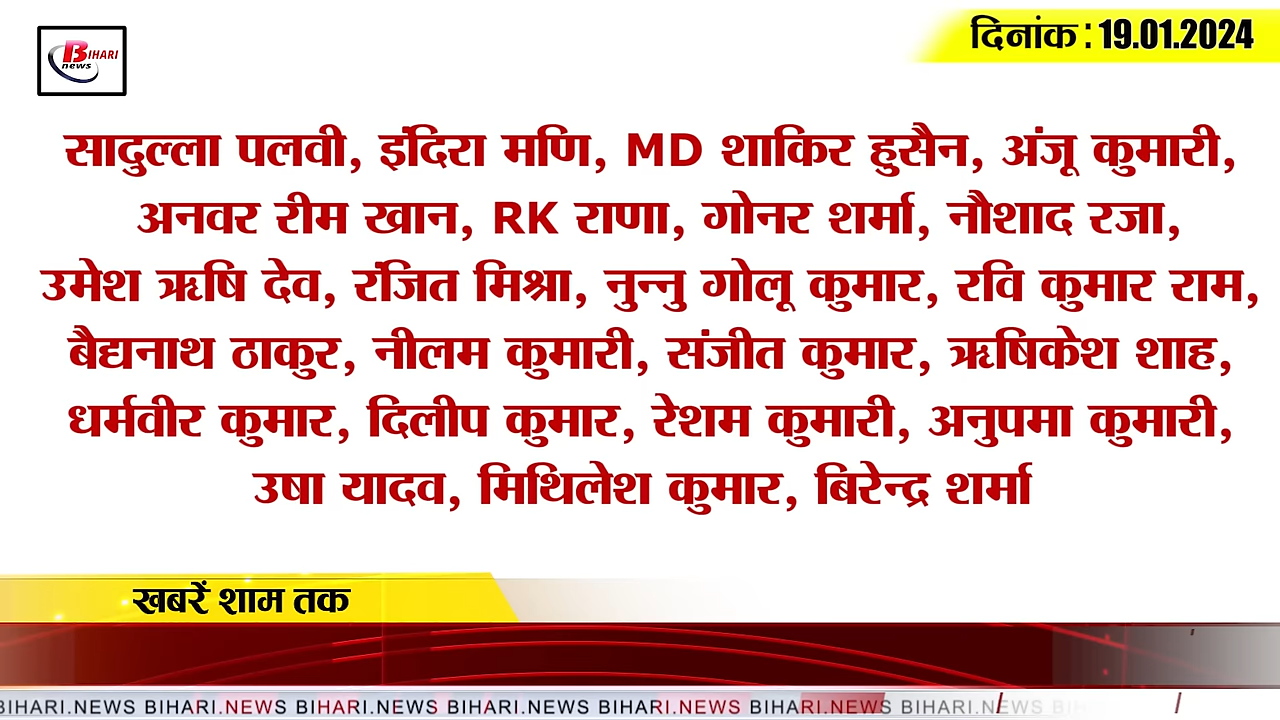 BIHARI
news
दिनांक : 19.01.2024
सादुल्ला पलवी, इंदिरा मणि, MD शाकिर हुसैन, अंजू कुमारी,
अनवर रीम खान, RK राणा, गोनर शर्मा, नौशाद रजा,
उमेश ऋषि देव, रंजित मिश्रा, नुन्नु गोलू कुमार, रवि कुमार राम,
बैद्यनाथ ठाकुर, नीलम कुमारी, संजीत कुमार, ऋषिकेश शाह,
धर्मवीर कुमार, दिलीप कुमार, रेशम कुमारी, अनुपमा कुमारी,
उषा यादव, मिथिलेश कुमार, बिरेन्द्र शर्मा
खबरें शाम तक
BIHARI.NEWS BIHARI.NEWS BIHARI.NEWS BIHARI.NEWS BIHARI.NEWS BIHARI.NEWS BIHARI.NEWS